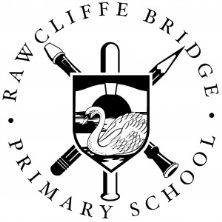 • RAWCLIFFE BRIDGE •
PRIMARY SCHOOL